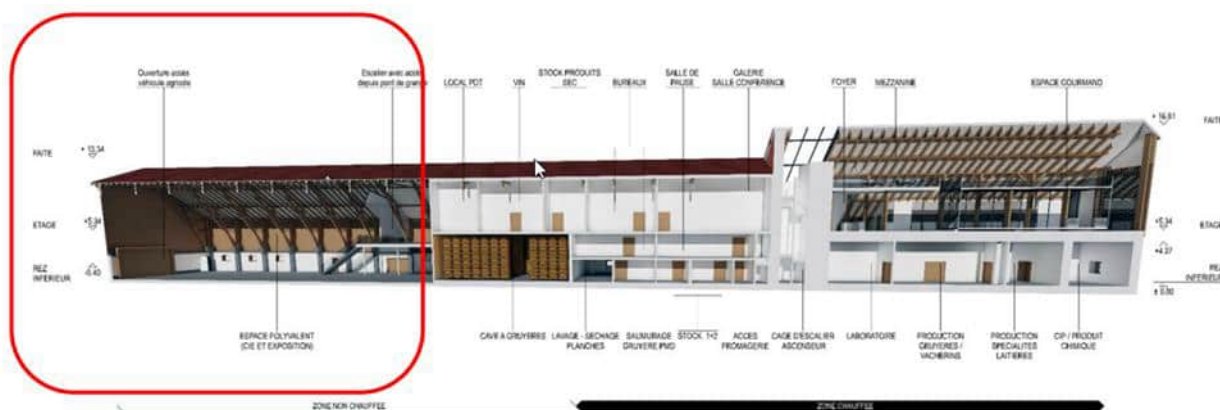 Ouverture accès
véhicule agricole
Escalier avec accès
depuis pont de grange
LOCAL PDT
VIN
STOCK PRODUITS
SEC
BUREAUX
SALLE DE
PAUSE
GALERIE
SALLE CONFERENCE
FOYER
MEZZANINE
ESPACE GOURMAND
FAITE
+ 13.34
+ 16.81
FAITE
ETAGE
+5.34
+5.34
ETAGE
+4.27
REZ
INFERIEUR
-0.40
± 0.00
REZ
INFERIEUR
ESPACE POLYVALENT
(CIE ET EXPOSITION)
CAVE A GRUYERES
LAVAGE - SECHAGE
PLANCHES
SAUMURAGE
GRUYERE PMD
STOCK 1+2
ACCES
FROMAGERIE
CAGE D'ESCALIER
ASCENSEUR
LABORATOIRE
PRODUCTION
GRUYERES /
VACHERINS
PRODUCTION
SPECIALITES
LAITIERES
CIP / PRODUIT
CHIMIQUE
ZONE NON CHAUFFEE
ZONE CHAUFFEE